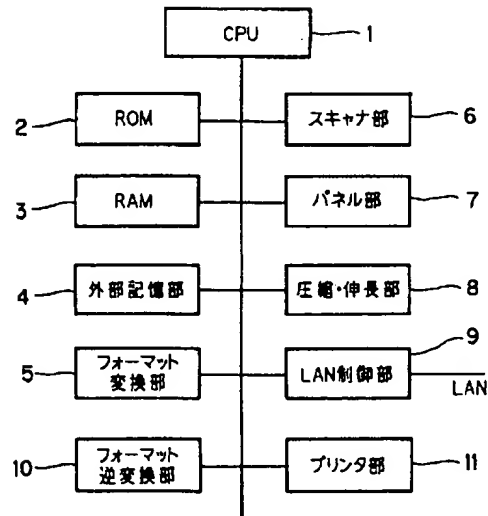 CPU
1
2
ROM
スキャナ部
6
3
RAM
パネル部
7
4
外部記憶部
圧縮・伸長部
8
5
フォーマット
変換部
LAN制御部
9
LAN
10
フォーマット
逆変換部
プリンタ部
11